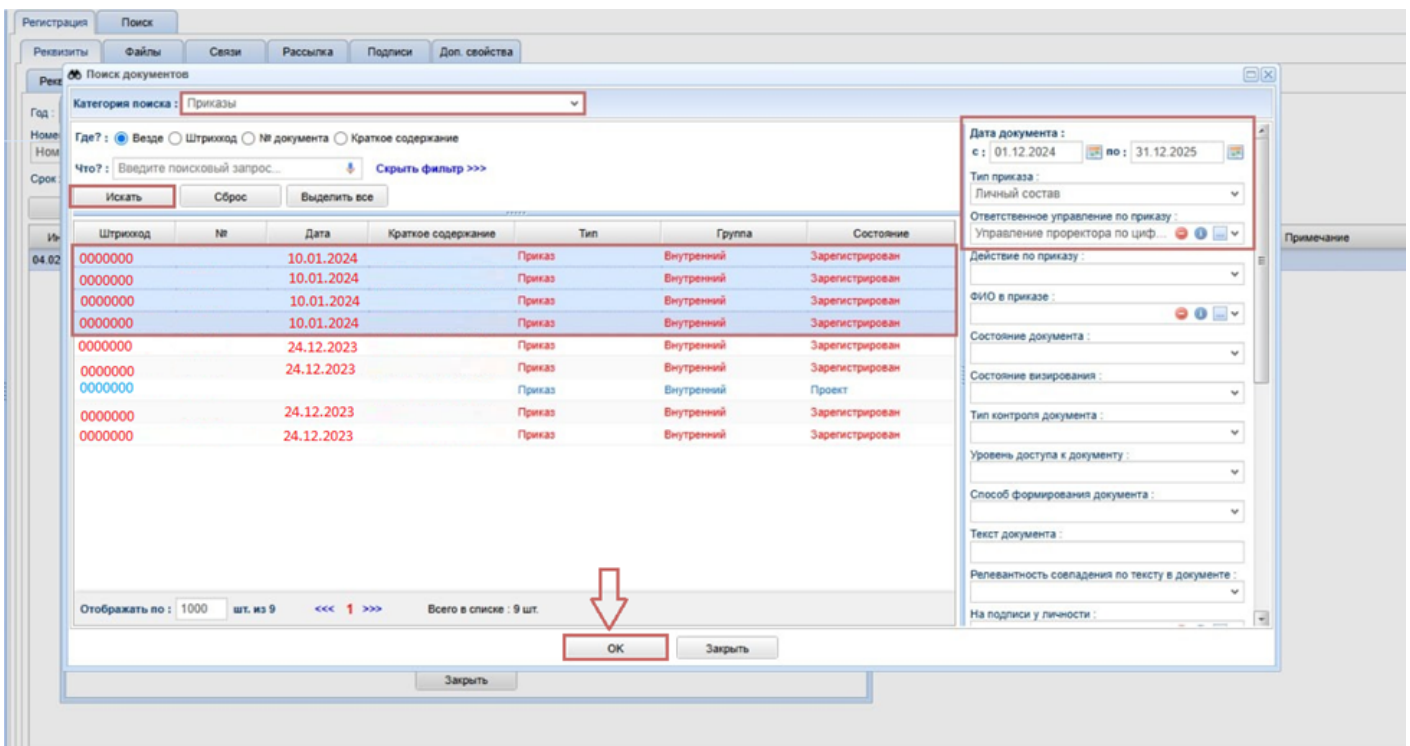 Регистрация Поиск
Реквизиты Файлы Связи Рассылка Подписи Доп. свойства
Поиск документов
Год :
Срок
04.02
Категория поиска : Приказы
Где? : Везде Штрихкод № документа Краткое содержание
Что? : Введите поисковый запрос... Скрыть фильтр >>>
Искать Сброс Выделить все
Штрихкод № Дата Краткое содержание Тип Группа Состояние
0000000 10.01.2024 Приказ Внутренний Зарегистрирован
0000000 10.01.2024 Приказ Внутренний Зарегистрирован
0000000 10.01.2024 Приказ Внутренний Зарегистрирован
0000000 10.01.2024 Приказ Внутренний Зарегистрирован
0000000 24.12.2023 Приказ Внутренний Зарегистрирован
0000000 24.12.2023 Приказ Внутренний Зарегистрирован
0000000 Приказ Внутренний Проект
0000000 24.12.2023 Приказ Внутренний Зарегистрирован
0000000 24.12.2023 Приказ Внутренний Зарегистрирован
Отображать по : 1000 шт. из 9 <<< 1 >>> Всего в списке : 9 шт.
Дата документа :
с : 01.12.2024 по : 31.12.2025
Тип приказа :
Личный состав
Ответственное управление по приказу :
Управление проректора по циф...
Действие по приказу :
ФИО в приказе :
Состояние документа :
Состояние визирования :
Тип контроля документа :
Уровень доступа к документу :
Способ формирования документа :
Текст документа :
Релевантность совпадения по тексту в документе :
На подписи у личности :
Примечание
ОК Закрыть
Закрыть